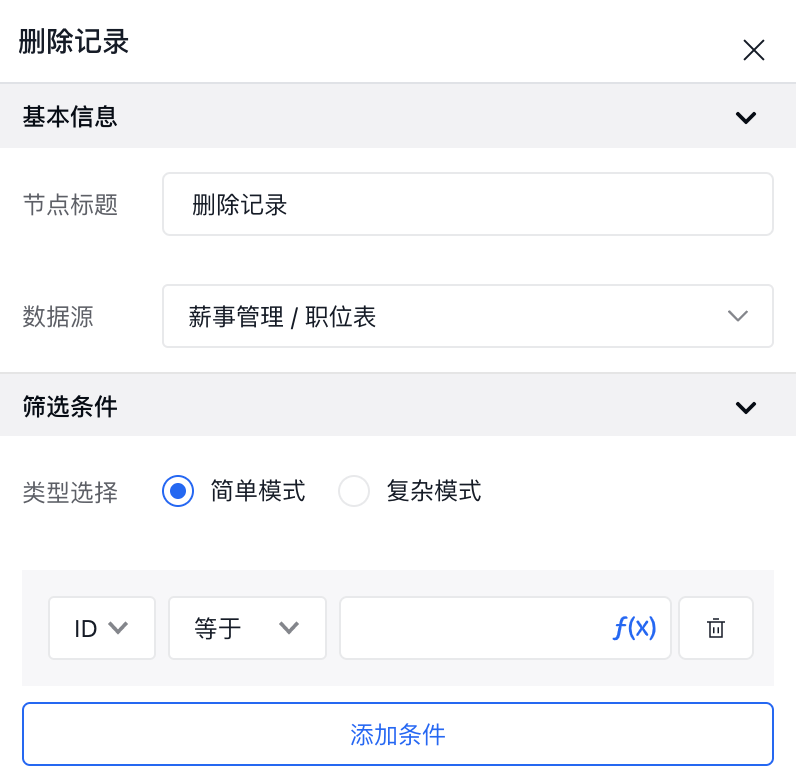 删除记录
基本信息
节点标题 删除记录
数据源 薪事管理 / 职位表
筛选条件
类型选择 简单模式 复杂模式
ID 等于 f(x)
添加条件